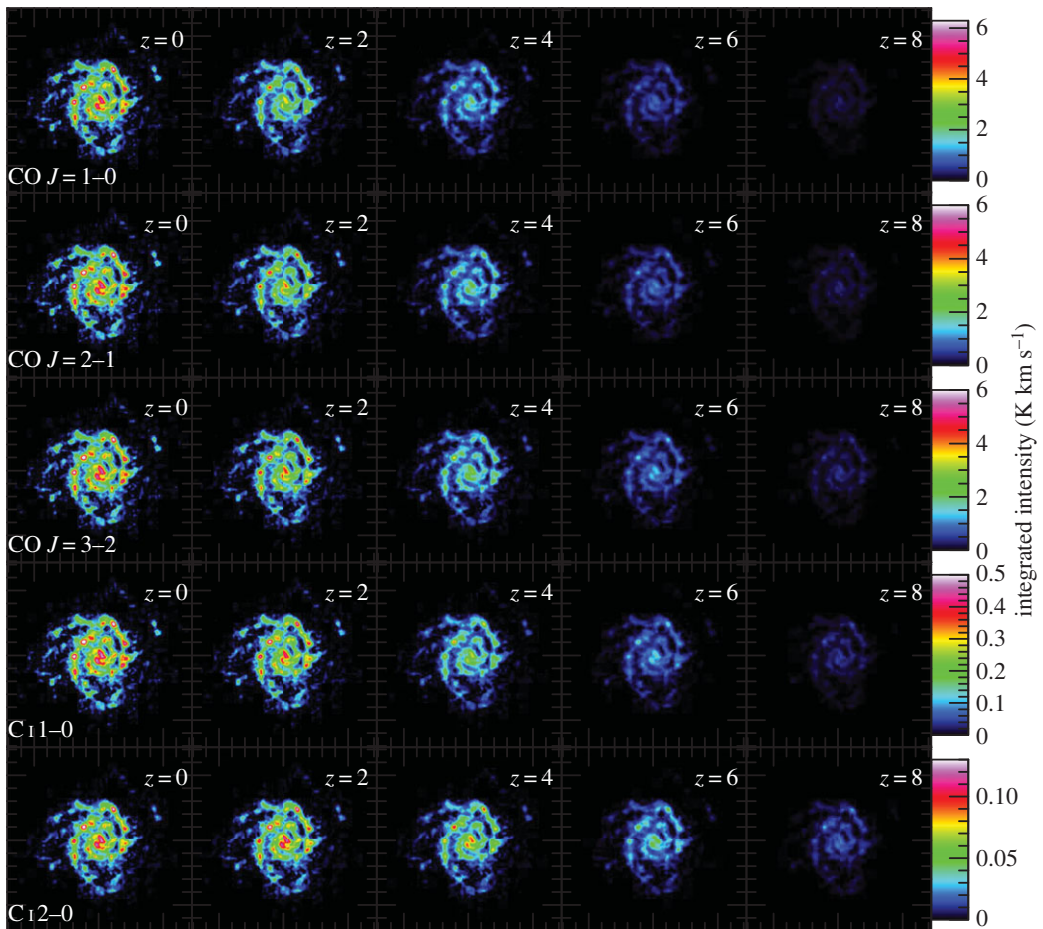 z = 0 z = 2 z = 4 z = 6 z = 8 6
4
2
CO J = 1–0 0
z = 0 z = 2 z = 4 z = 6 z = 8 6
4
2
CO J = 2–1 0
z = 0 z = 2 z = 4 z = 6 z = 8 6
4
2
CO J = 3–2 0
z = 0 z = 2 z = 4 z = 6 z = 8 0.5
0.4
0.3
0.2
0.1
C I 1–0 0
z = 0 z = 2 z = 4 z = 6 z = 8
0.10
0.05
C I 2–0 0
integrated intensity (K km s⁻¹)